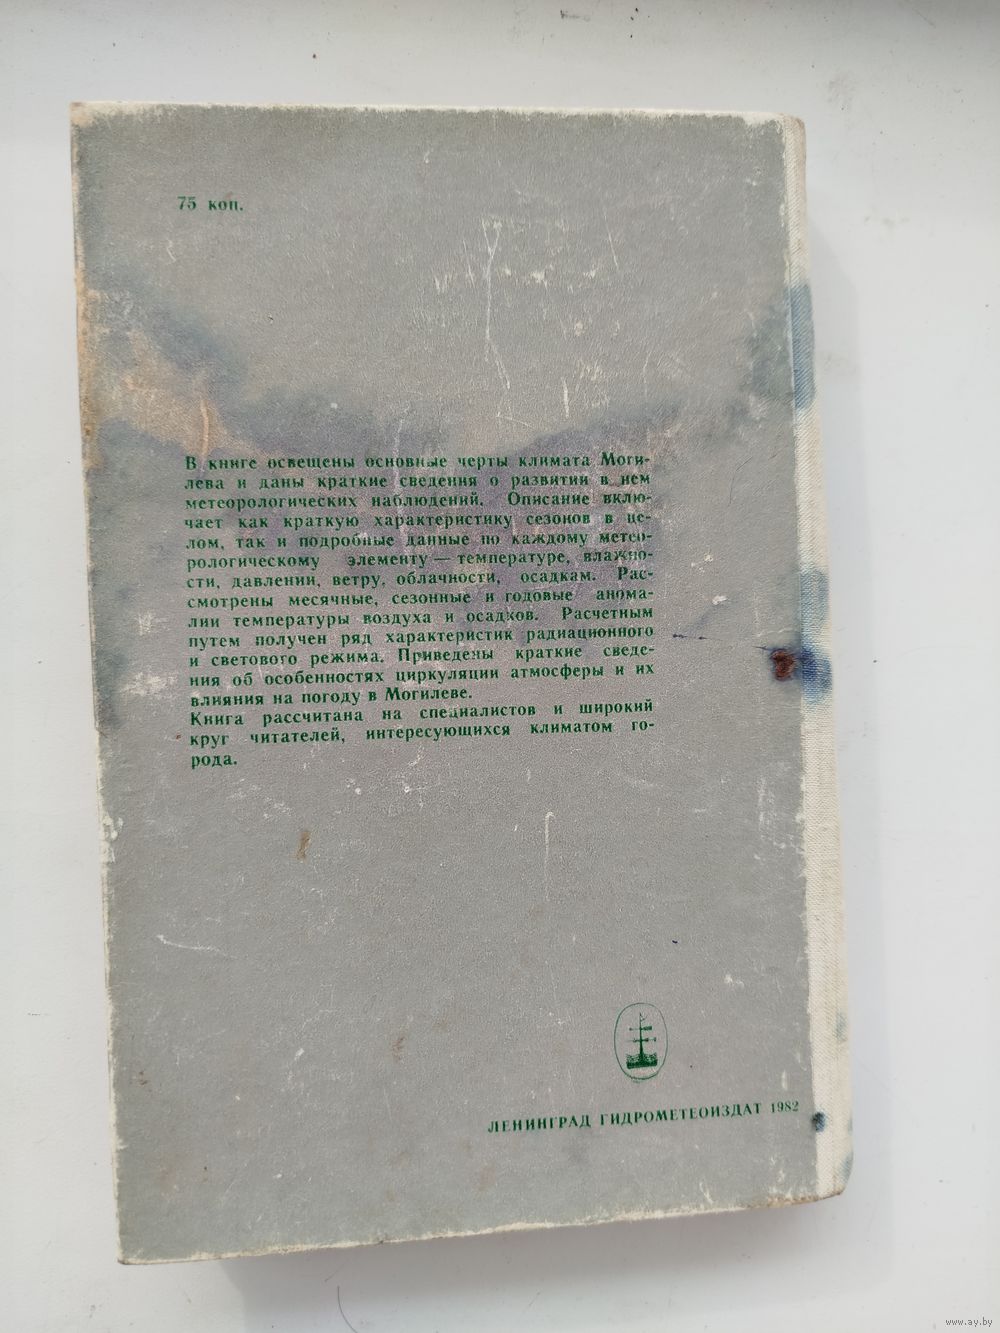 75 коп.
В книге освещены основные черты климата Моги-
лева и даны краткие сведения о развитии в нем
метеорологических наблюдений. Описание вклю-
чает как краткую характеристику сезонов в це-
лом, так и подробные данные по каждому метео-
рологическому элементу — температуре, влажно-
сти, давлении, ветру, облачности, осадкам. Рас-
смотрены месячные, сезонные и годовые анома-
лии температуры воздуха и осадков. Расчетным
путем получен ряд характеристик радиационного
и светового режима. Приведены краткие сведе-
ния об особенностях циркуляции атмосферы и их
влияния на погоду в Могилеве.
Книга рассчитана на специалистов и широкий
круг читателей, интересующихся климатом го-
рода.
ЛЕНИНГРАД ГИДРОМЕТЕОИЗДАТ 1982
www.ay.by